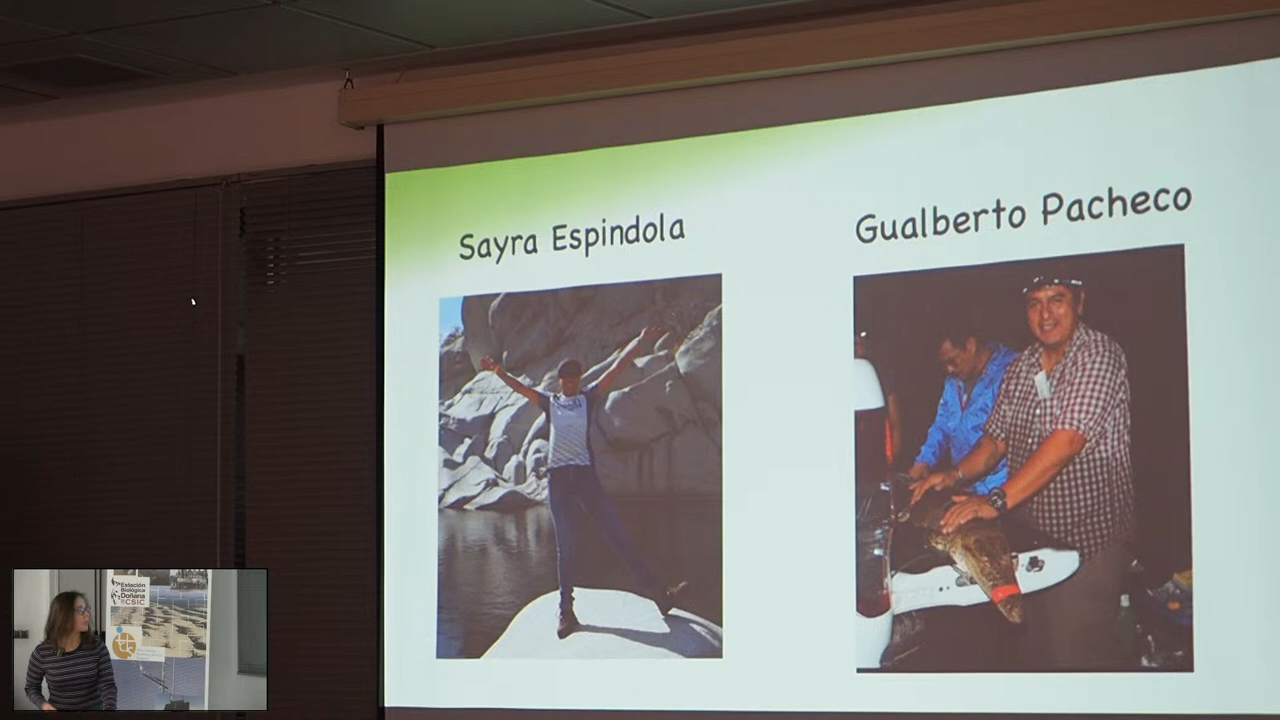 Sayra Espindola
Gualberto Pacheco
Estación
Biológica
Doñana
CSIC